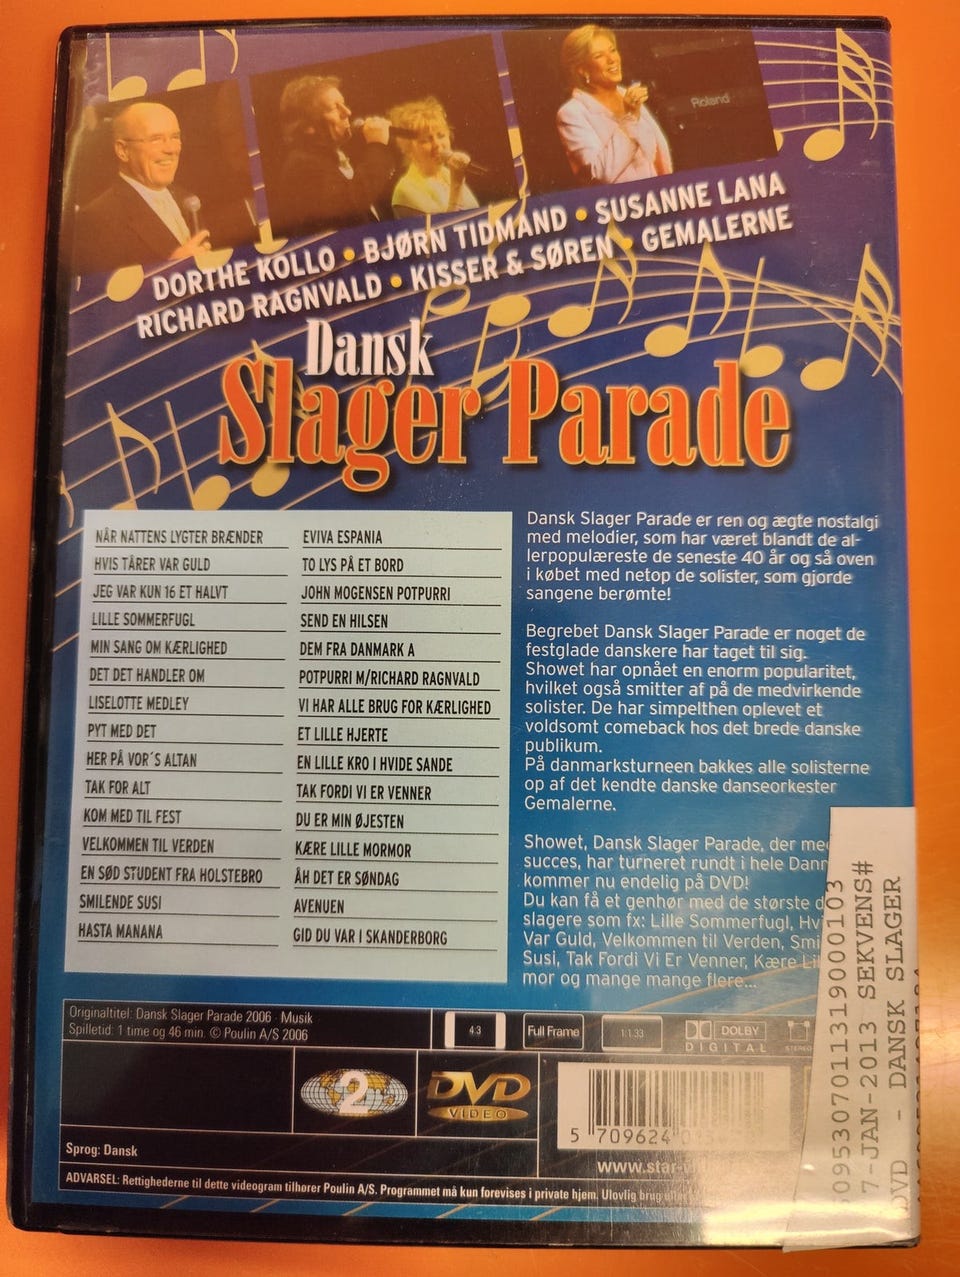 Roland
DORTHE KOLLO • BJØRN TIDMAND • SUSANNE LANA
RICHARD RAGNVALD • KISSER & SØREN • GEMALERNE
Dansk
Slager Parade
NÅR NATTENS LYGTER BRÆNDER
HVIS TÅRER VAR GULD
JEG VAR KUN 16 ET HALVT
LILLE SOMMERFUGL
MIN SANG OM KÆRLIGHED
DET DET HANDLER OM
LISELOTTE MEDLEY
PYT MED DET
HER PÅ VOR´S ALTAN
TAK FOR ALT
KOM MED TIL FEST
VELKOMMEN TIL VERDEN
EN SØD STUDENT FRA HOLSTEBRO
SMILENDE SUSI
HASTA MANANA
EVIVA ESPANIA
TO LYS PÅ ET BORD
JOHN MOGENSEN POTPURRI
SEND EN HILSEN
DEM FRA DANMARK A
POTPURRI M/RICHARD RAGNVALD
VI HAR ALLE BRUG FOR KÆRLIGHED
ET LILLE HJERTE
EN LILLE KRO I HVIDE SANDE
TAK FORDI VI ER VENNER
DU ER MIN ØJESTEN
KÆRE LILLE MORMOR
ÅH DET ER SØNDAG
AVENUEN
GID DU VAR I SKANDERBORG
Dansk Slager Parade er ren og ægte nostalgi
med melodier, som har været blandt de al-
lerpopulæreste de seneste 40 år og så oven
i købet med netop de solister, som gjorde
sangene berømte!
Begrebet Dansk Slager Parade er noget de
festglade danskere har taget til sig.
Showet har opnået en enorm popularitet,
hvilket også smitter af på de medvirkende
solister. De har simpelthen oplevet et
voldsomt comeback hos det brede danske
publikum.
På danmarksturneen bakkes alle solisterne
op af det kendte danske danseorkester
Gemalerne.
Showet, Dansk Slager Parade, der me
succes, har turneret rundt i hele Dann
kommer nu endelig på DVD!
Du kan få et genhør med de største d
slagere som fx: Lille Sommerfugl, Hvi
Var Guld, Velkommen til Verden, Smi
Susi, Tak Fordi Vi Er Venner, Kære Lil
mor og mange mange flere...
Originaltitel: Dansk Slager Parade 2006 · Musik
Spilletid: 1 time og 46 min. © Poulin A/S 2006
4:3
Full Frame
1:1.33
DOLBY
DIGITAL
STEREO
2
DVD
VIDEO
5 709624
www.star-
Sprog: Dansk
ADVARSEL: Rettighederne til dette videogram tilhører Poulin A/S. Programmet må kun forevises i private hjem. Ulovlig brug
5095307011319000103
7-JAN-2013 SEKVENS#
DVD - DANSK SLAGER